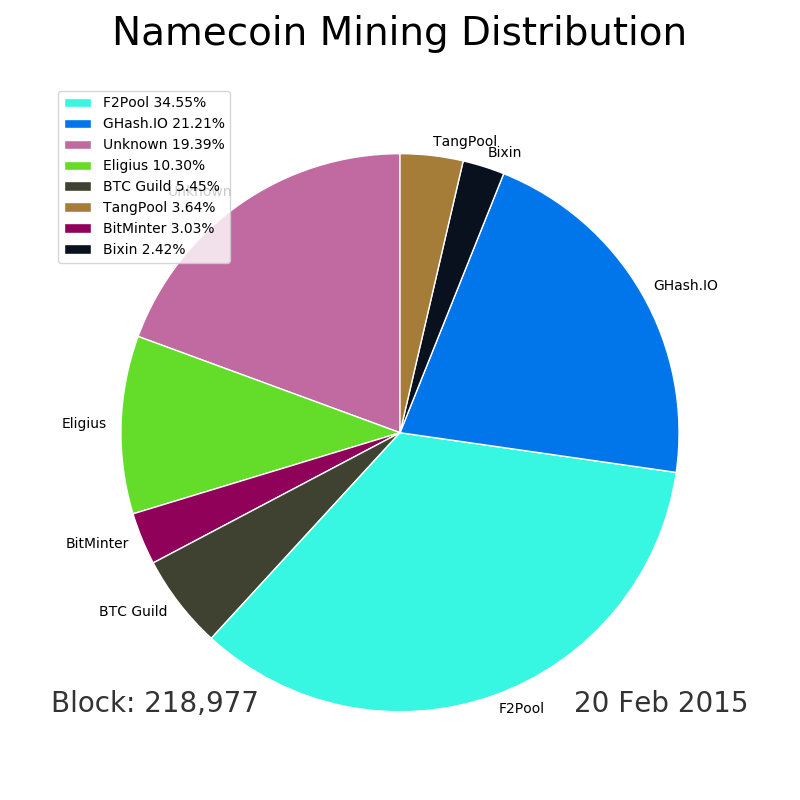 Namecoin Mining Distribution
F2Pool 34.55%
GHash.IO 21.21%
Unknown 19.39%
Eligius 10.30%
BTC Guild 5.45%
TangPool 3.64%
BitMinter 3.03%
Bixin 2.42%
TangPool
Bixin
Unknown
GHash.IO
Eligius
BitMinter
BTC Guild
F2Pool
Block: 218,977
20 Feb 2015